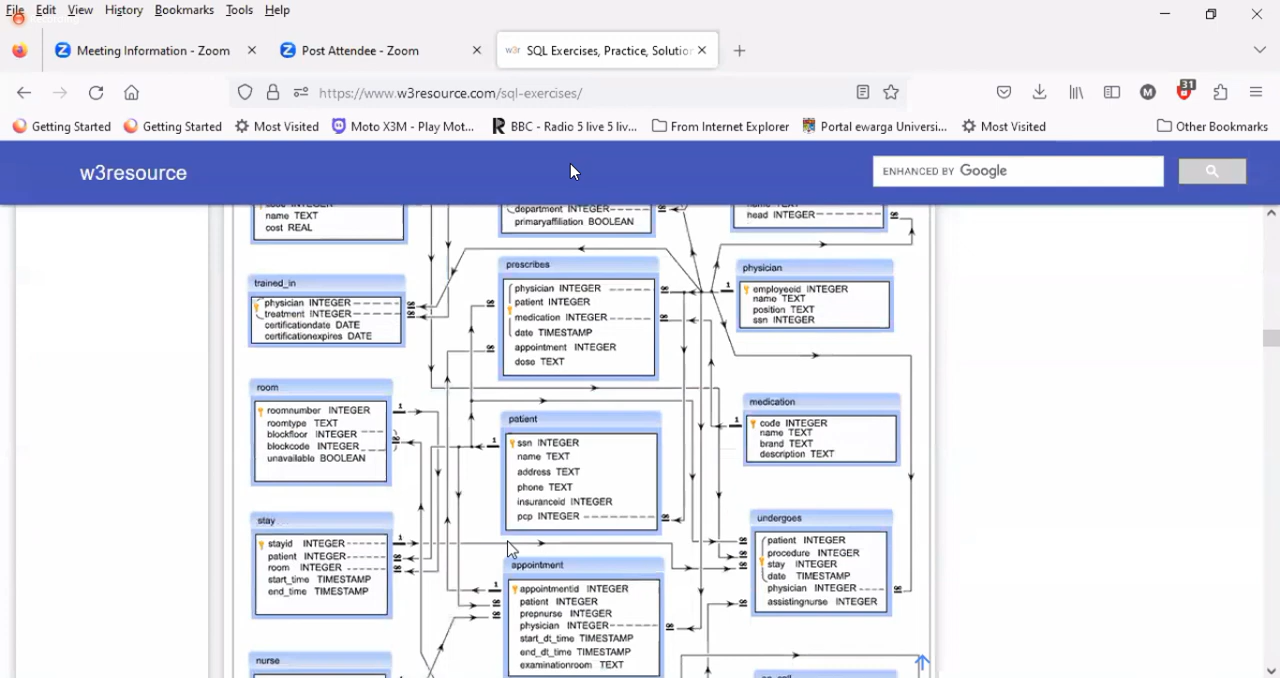 File Edit View History Bookmarks Tools Help
Meeting Information - Zoom
Post Attendee - Zoom
w3r SQL Exercises, Practice, Solution
https://www.w3resource.com/sql-exercises/
M
31
Getting Started
Getting Started
Most Visited
Moto X3M - Play Mot...
BBC - Radio 5 live 5 liv...
From Internet Explorer
Portal ewarga Universi...
Most Visited
Other Bookmarks
w3resource
ENHANCED BY Google
name TEXT
cost REAL
department INTEGER
primaryaffiliation BOOLEAN
head INTEGER
trained_in
physician INTEGER
treatment INTEGER
certificationdate DATE
certificationexpires DATE
prescribes
physician INTEGER
patient INTEGER
medication INTEGER
date TIMESTAMP
appointment INTEGER
dose TEXT
physician
employeeid INTEGER
name TEXT
position TEXT
ssn INTEGER
room
roomnumber INTEGER
roomtype TEXT
blockfloor INTEGER
blockcode INTEGER
unavailable BOOLEAN
patient
ssn INTEGER
name TEXT
address TEXT
phone TEXT
insuranceid INTEGER
pcp INTEGER
medication
code INTEGER
name TEXT
brand TEXT
description TEXT
stay
stayid INTEGER
patient INTEGER
room INTEGER
start_time TIMESTAMP
end_time TIMESTAMP
appointment
appointmentid INTEGER
patient INTEGER
prepnurse INTEGER
physician INTEGER
start_dt_time TIMESTAMP
end_dt_time TIMESTAMP
examinationroom TEXT
undergoes
patient INTEGER
procedure INTEGER
stay INTEGER
date TIMESTAMP
physician INTEGER
assistingnurse INTEGER
nurse